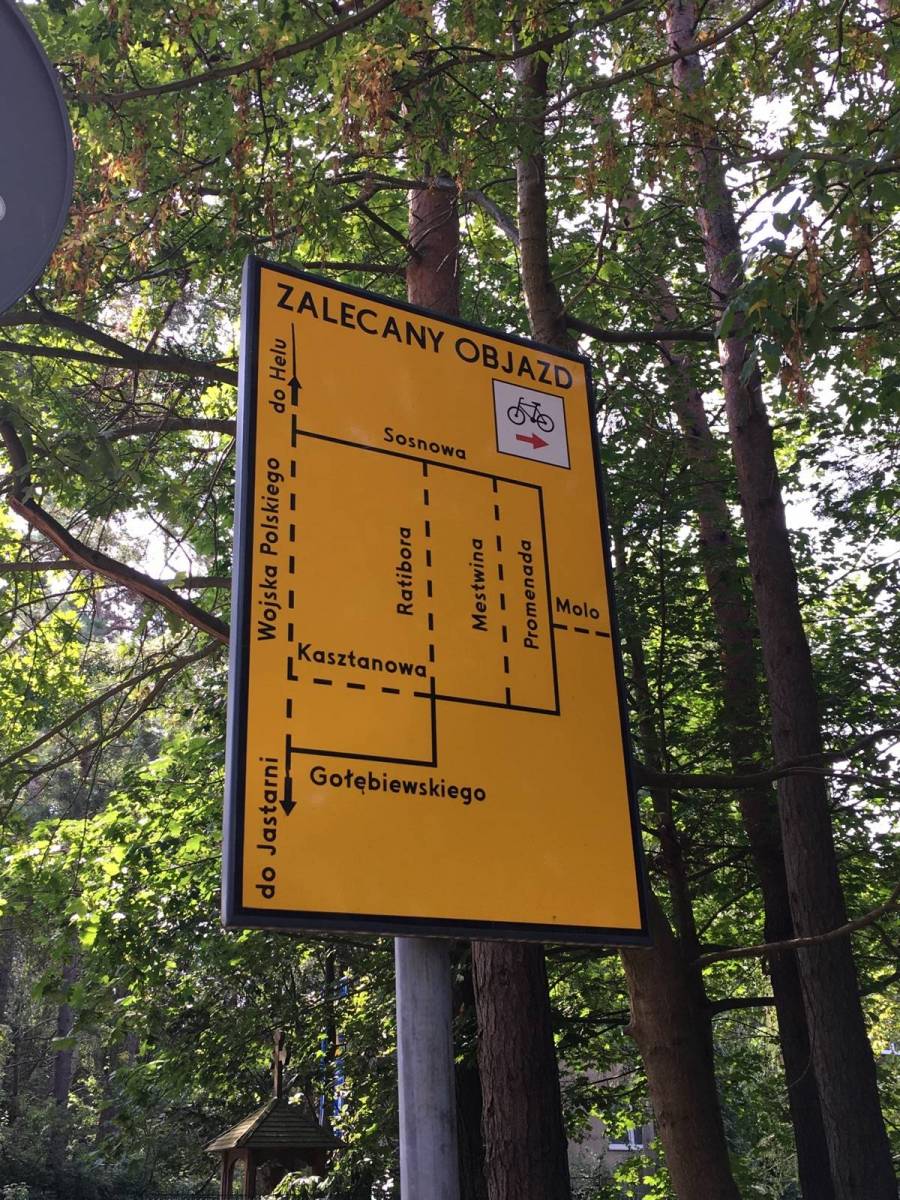 ZALECANY OBJAZD
do Helu
Sosnowa
Wojska Polskiego
Ratibora
Mestwina
Promenada
Molo
Kasztanowa
Gołębiewskiego
do Jastarni